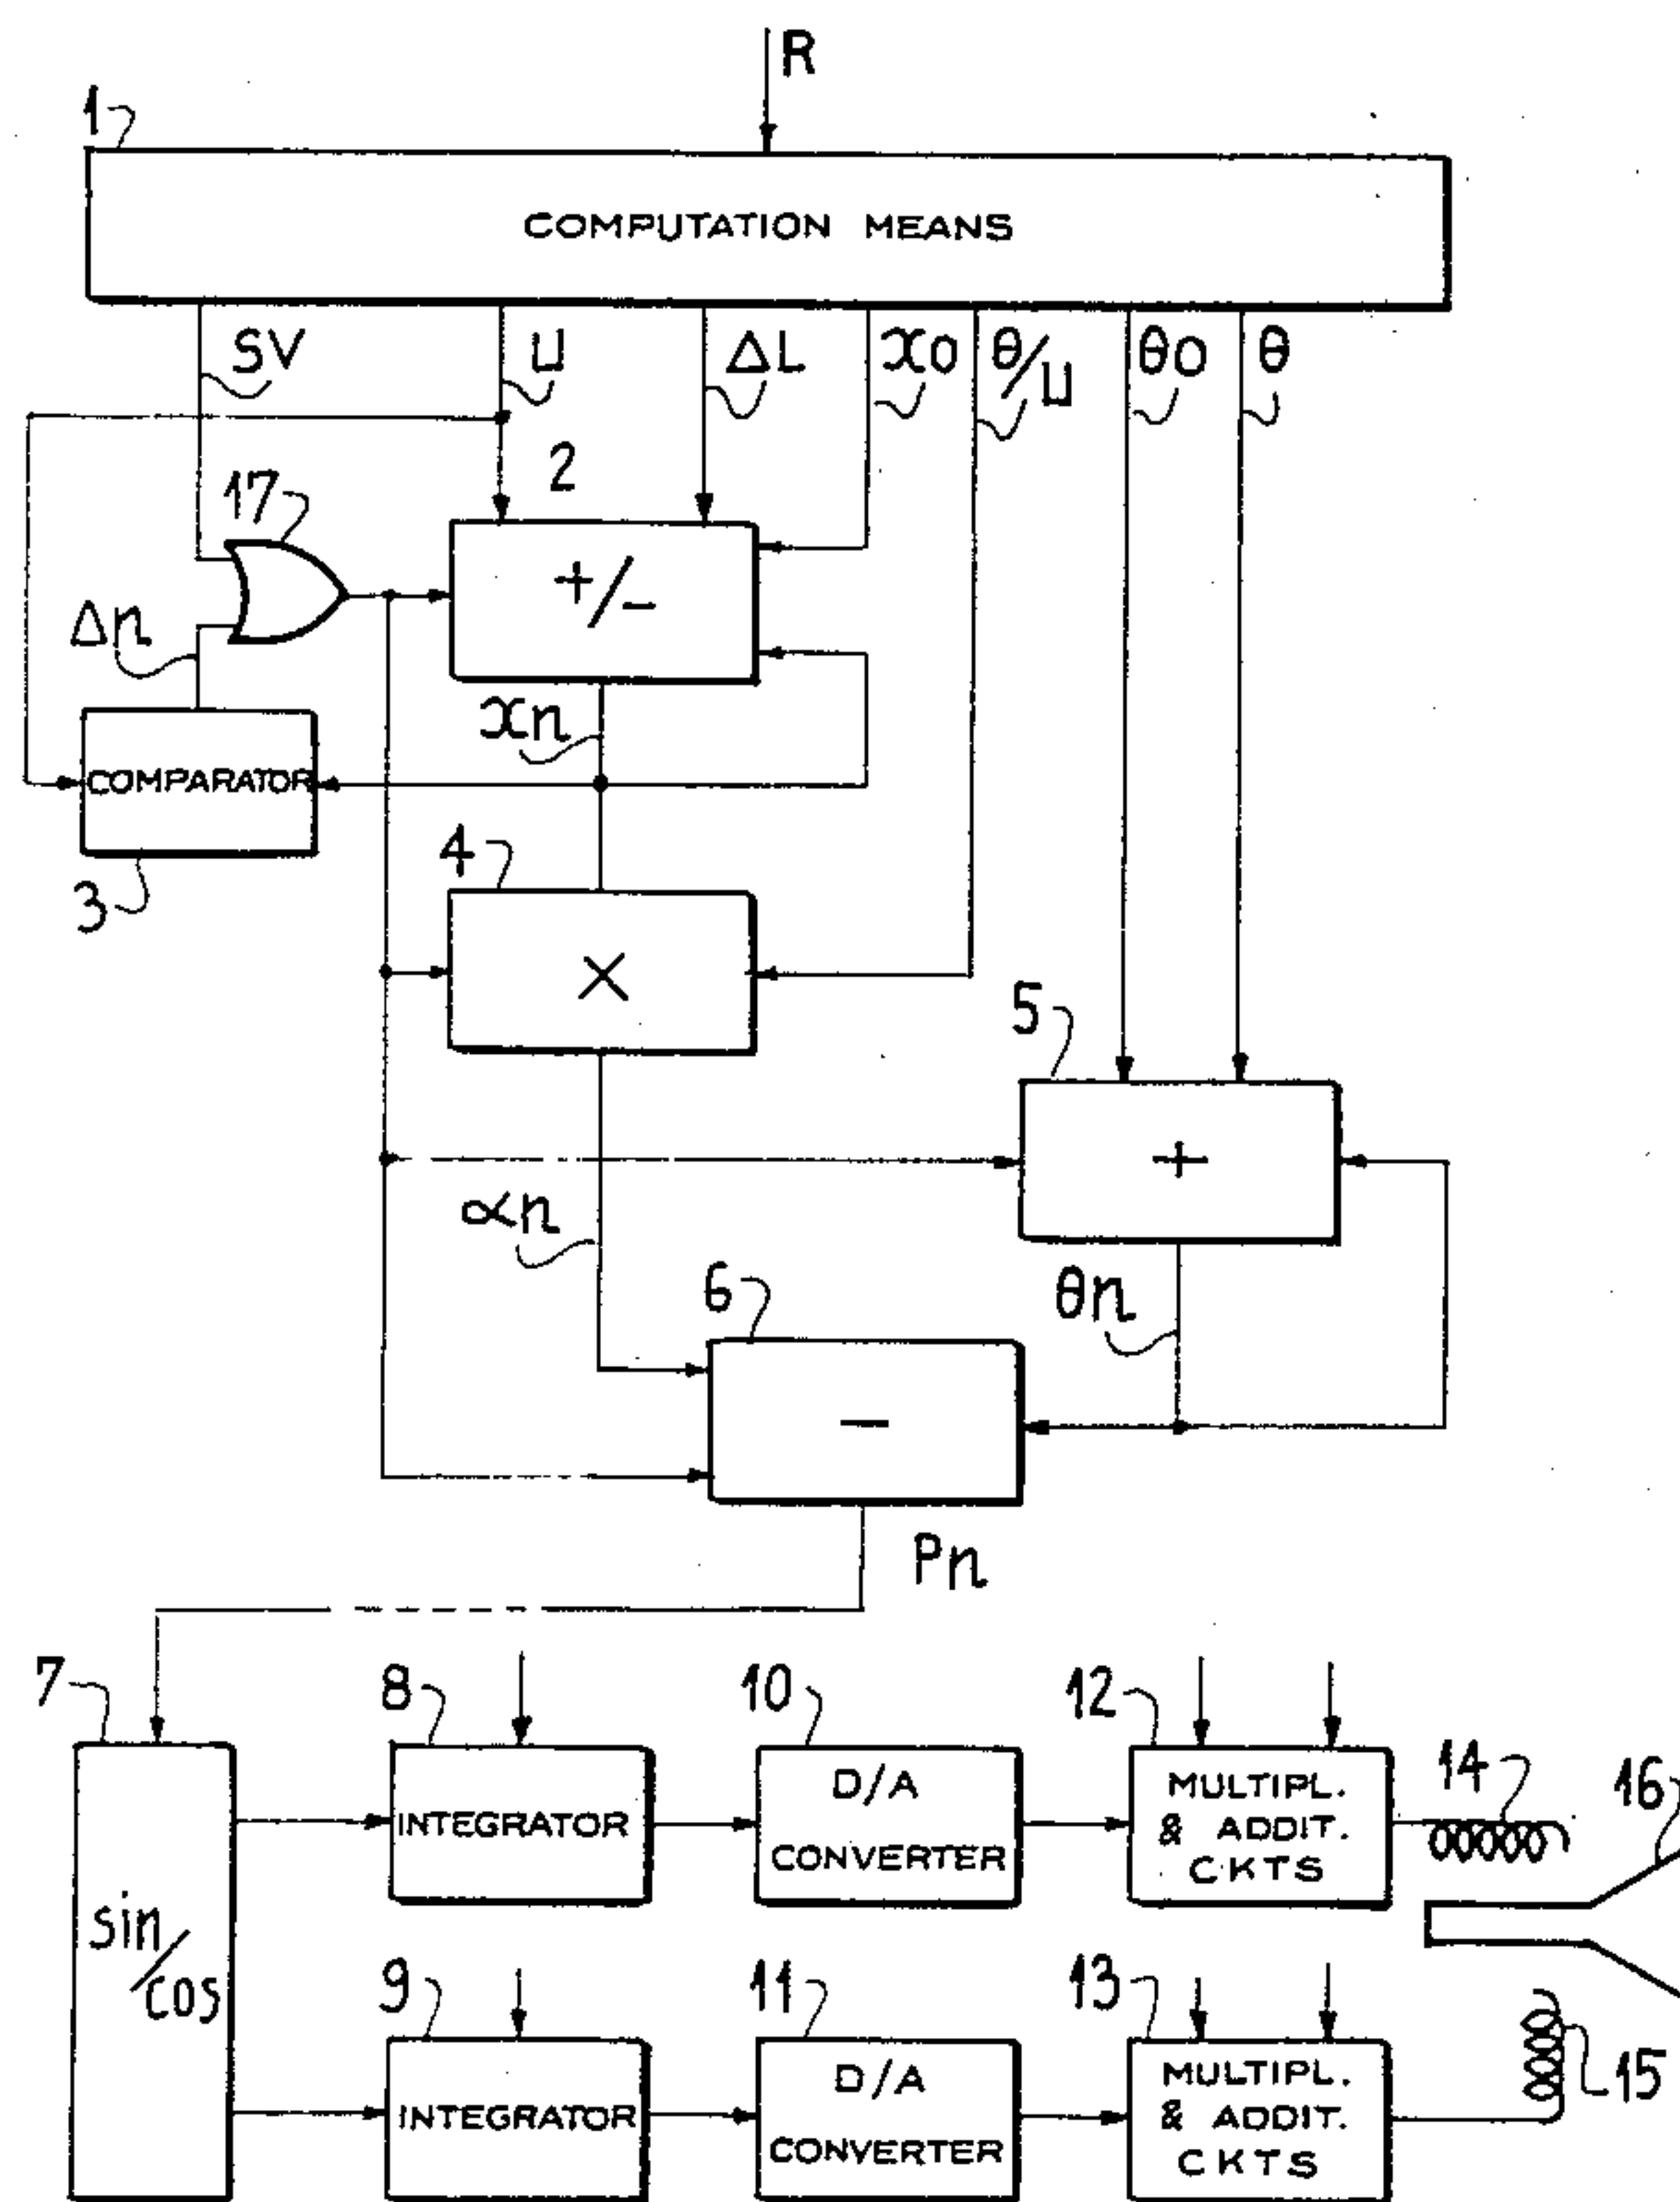 R
1
COMPUTATION MEANS
SV
U
ΔL
xo
θ/U
θo
θ
2
17
+/-
Δn
xn
COMPARATOR
3
4
×
5
+
αn
θn
6
-
Pn
7
sin/cos
8
INTEGRATOR
10
D/A
CONVERTER
12
MULTIPL.
& ADDIT.
CKTS
14
16
9
INTEGRATOR
11
D/A
CONVERTER
13
MULTIPL.
& ADDIT.
CKTS
15